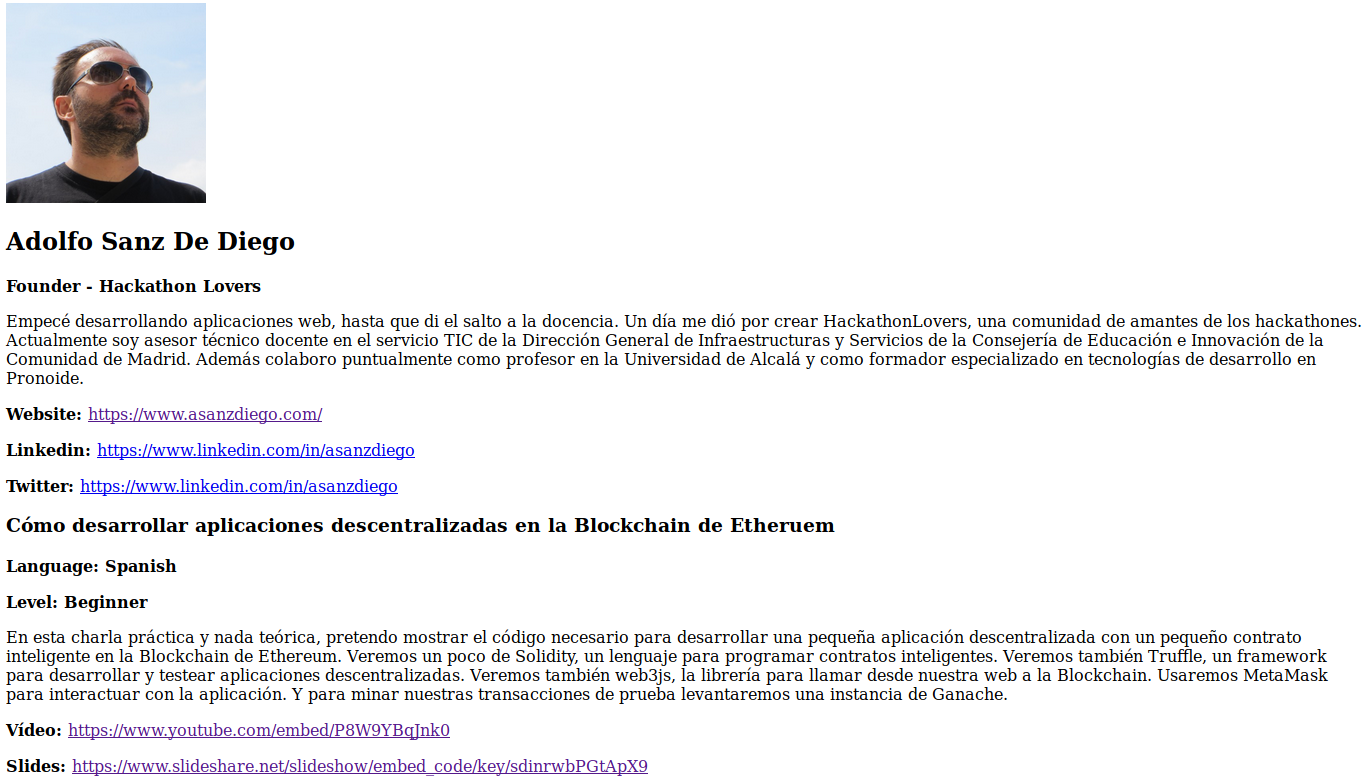 Adolfo Sanz De Diego
Founder - Hackathon Lovers
Empecé desarrollando aplicaciones web, hasta que di el salto a la docencia. Un día me dió por crear HackathonLovers, una comunidad de amantes de los hackathones.
Actualmente soy asesor técnico docente en el servicio TIC de la Dirección General de Infraestructuras y Servicios de la Consejería de Educación e Innovación de la
Comunidad de Madrid. Además colaboro puntualmente como profesor en la Universidad de Alcalá y como formador especializado en tecnologías de desarrollo en
Pronoide.
Website: https://www.asanzdiego.com/
Linkedin: https://www.linkedin.com/in/asanzdiego
Twitter: https://www.linkedin.com/in/asanzdiego
Cómo desarrollar aplicaciones descentralizadas en la Blockchain de Etheruem
Language: Spanish
Level: Beginner
En esta charla práctica y nada teórica, pretendo mostrar el código necesario para desarrollar una pequeña aplicación descentralizada con un pequeño contrato
inteligente en la Blockchain de Ethereum. Veremos un poco de Solidity, un lenguaje para programar contratos inteligentes. Veremos también Truffle, un framework
para desarrollar y testear aplicaciones descentralizadas. Veremos también web3js, la librería para llamar desde nuestra web a la Blockchain. Usaremos MetaMask
para interactuar con la aplicación. Y para minar nuestras transacciones de prueba levantaremos una instancia de Ganache.
Vídeo: https://www.youtube.com/embed/P8W9YBqJnk0
Slides: https://www.slideshare.net/slideshow/embed_code/key/sdinrwbPGtApX9